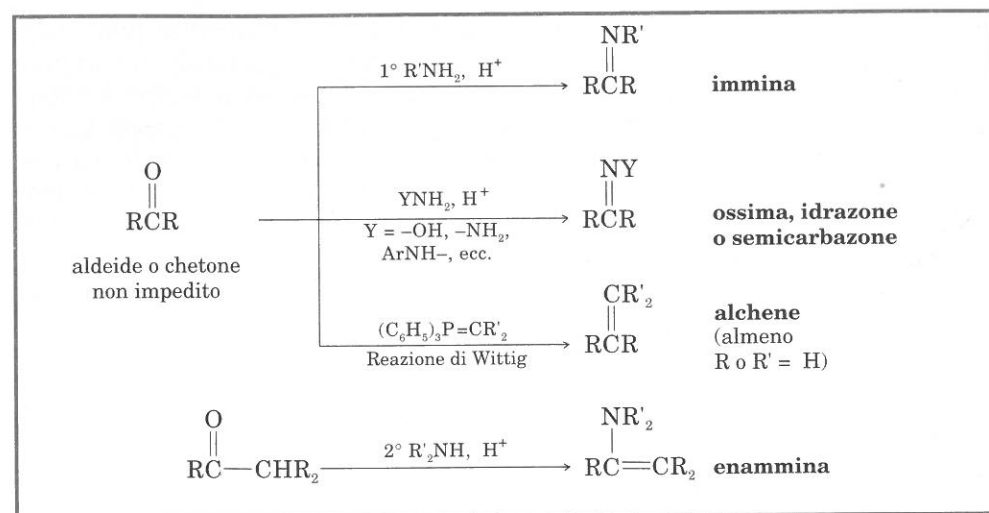 NR'
1° R'NH₂, H⁺
RCR
immina
O
NY
YNH₂, H⁺
RCR
RCR
ossima, idrazone
Y = –OH, –NH₂,
o semicarbazone
ArNH–, ecc.
aldeide o chetone
non impedito
CR'₂
alchene
(C₆H₅)₃P=CR'₂
(almeno
Reazione di Wittig
RCR
R o R' = H)
O
NR'₂
RC—CHR₂
2° R'₂NH, H⁺
RC=CR₂
enammina